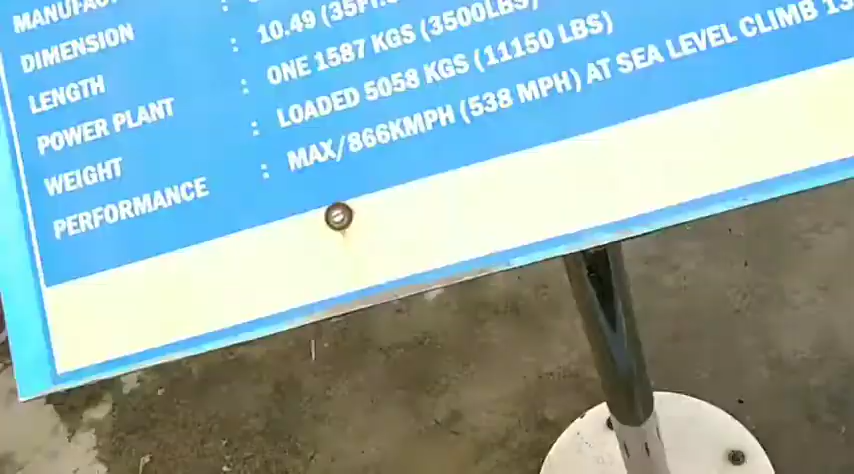 MANUFACT :
DIMENSION : 10.49 (35FT.
LENGTH : ONE 1587 KGS (3500LBS)
POWER PLANT : LOADED 5058 KGS (11150 LBS)
WEIGHT : MAX/866KMPH (538 MPH) AT SEA LEVEL CLIMB
PERFORMANCE